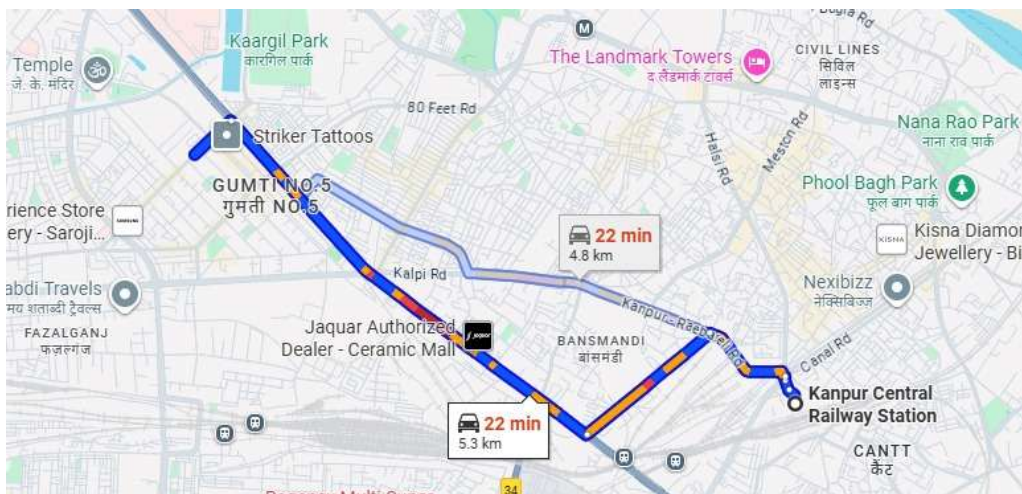 Temple
जे. के. मंदिर
Kaargil Park
कारगिल पार्क
The Landmark Towers
द लैंडमार्क टावर्स
CIVIL LINES
सिविल
लाइन्स
80 Feet Rd
Striker Tattoos
Halsi Rd
Meston Rd
Nana Rao Park
नाना राव पार्क
GUMTI NO.5
गुमती NO.5
Phool Bagh Park
फूल बाग पार्क
rience Store
ery - Saroji...
SAMSUNG
22 min
4.8 km
KISNA
Kisna Diamon
Jewellery - Bi
Kalpi Rd
abdi Travels
मय शताब्दी ट्रैवल्स
Nexibizz
नेक्सिबिज्ज
Kanpur - Raebareli Rd
FAZALGANJ
फ़ज़लगंज
Jaquar Authorized
Dealer - Ceramic Mall
JAQUAR
BANSMANDI
बांसमंडी
Canal Rd
Kanpur Central
Railway Station
22 min
5.3 km
CANTT
कैंट
M
34